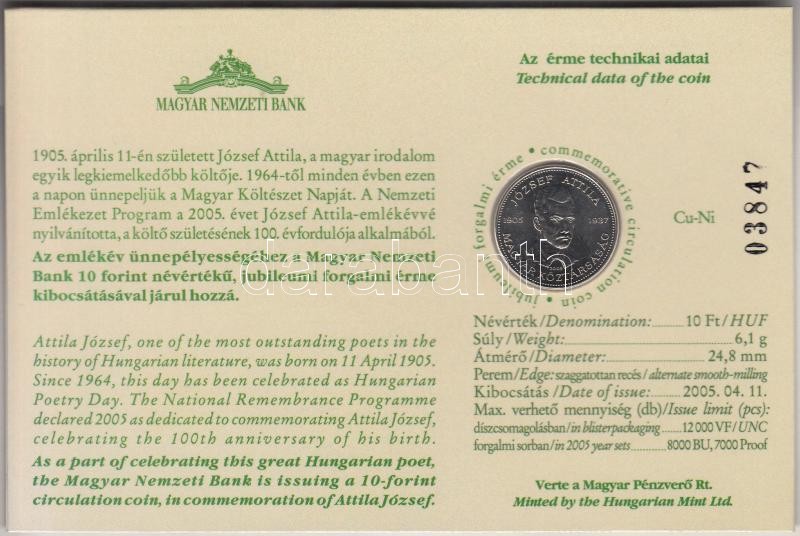 MAGYAR NEMZETI BANK
1905. április 11-én született József Attila, a magyar irodalom
egyik legkiemelkedőbb költője. 1964-től minden évben ezen
a napon ünnepeljük a Magyar Költészet Napját. A Nemzeti
Emlékezet Program a 2005. évet József Attila-emlékévvé
nyilvánította, a költő születésének 100. évfordulója alkalmából.
Az emlékév ünnepélyességéhez a Magyar Nemzeti
Bank 10 forint névértékű, jubileumi forgalmi érme
kibocsátásával járul hozzá.
Attila József, one of the most outstanding poets in the
history of Hungarian literature, was born on 11 April 1905.
Since 1964, this day has been celebrated as Hungarian
Poetry Day. The National Remembrance Programme
declared 2005 as dedicated to commemorating Attila József,
celebrating the 100th anniversary of his birth.
As a part of celebrating this great Hungarian poet,
the Magyar Nemzeti Bank is issuing a 10-forint
circulation coin, in commemoration of Attila József.
Az érme technikai adatai
Technical data of the coin
jubileumi forgalmi érme • commemorative circulation coin •
JÓZSEF ATTILA
1905 1937
MAGYAR KÖZTÁRSASÁG
Cu-Ni
03847
Névérték/Denomination: 10 Ft/HUF
Súly/Weight: 6,1 g
Átmérő/Diameter: 24,8 mm
Perem/Edge: szaggatottan recés / alternate smooth-milling
Kibocsátás /Date of issue: 2005. 04. 11.
Max. verhető mennyiség (db)/Issue limit (pcs):
díszcsomagolásban/in blisterpackaging 12 000 VF/UNC
forgalmi sorban/in 2005 year sets 8000 BU, 7000 Proof
Verte a Magyar Pénzverő Rt.
Minted by the Hungarian Mint Ltd.
darabanth